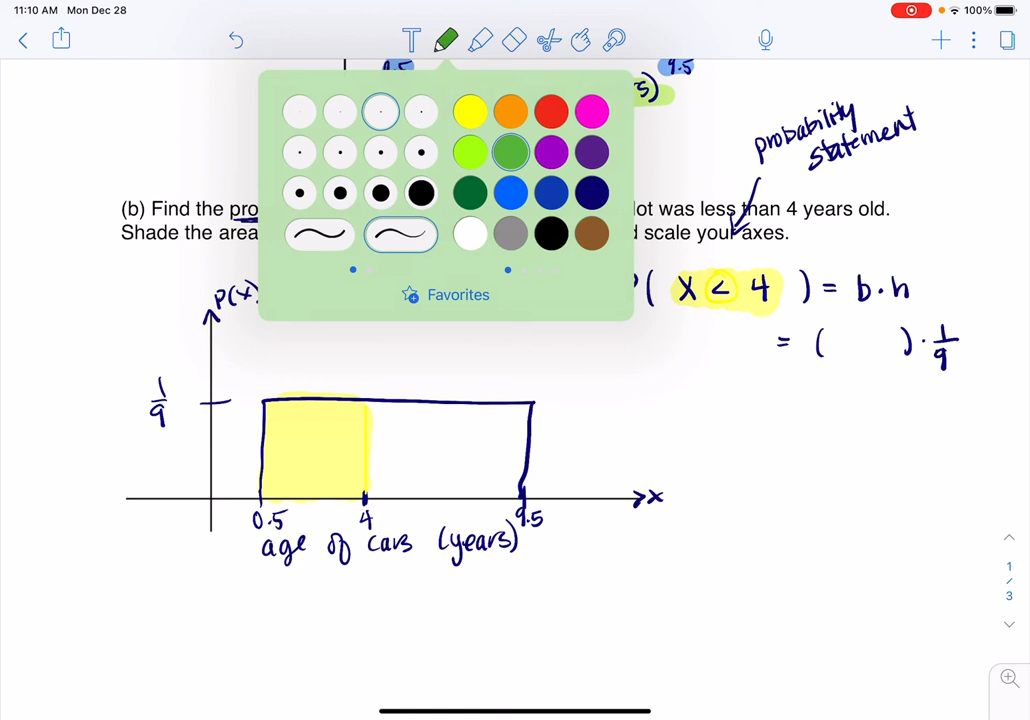 11:10 AM Mon Dec 28
100%
T
9.5
9.5
s)
probability
statement
(b) Find the pro
lot was less than 4 years old.
Shade the area
d scale your axes.
Favorites
P(x)
P( x < 4 ) = b·h
= ( ) · 1/9
1/9
x
0.5
4
9.5
age of cars (years)
1
/
3